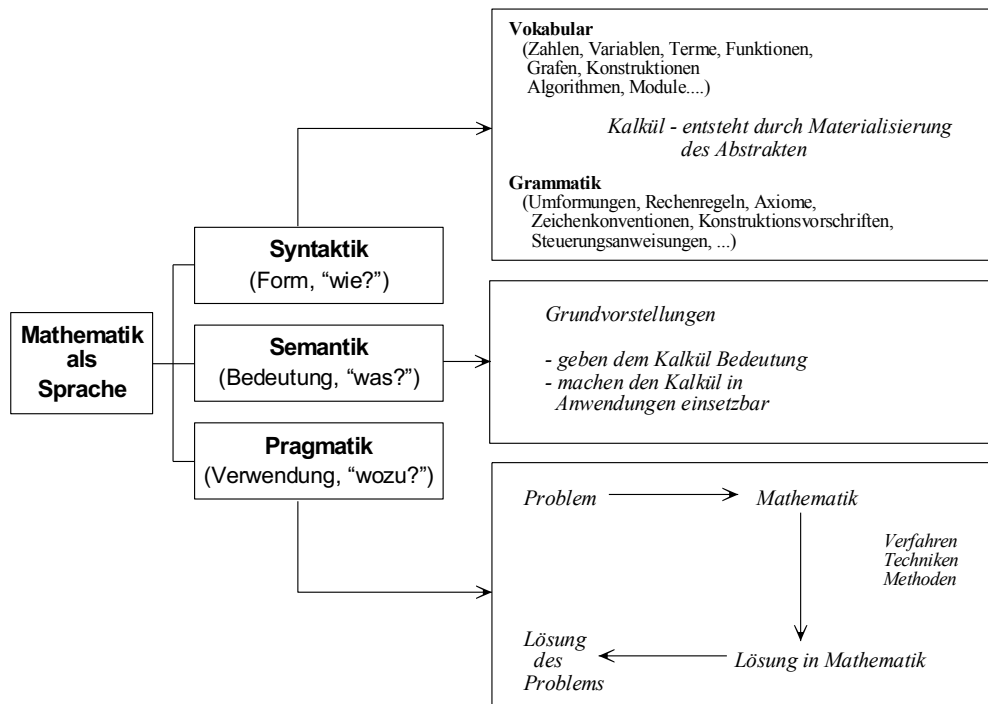 Mathematik
als
Sprache
Syntaktik
(Form, “wie?”)
Semantik
(Bedeutung, “was?”)
Pragmatik
(Verwendung, “wozu?”)
Vokabular
(Zahlen, Variablen, Terme, Funktionen,
Grafen, Konstruktionen
Algorithmen, Module....)
Kalkül - entsteht durch Materialisierung
des Abstrakten
Grammatik
(Umformungen, Rechenregeln, Axiome,
Zeichenkonventionen, Konstruktionsvorschriften,
Steuerungsanweisungen, ...)
Grundvorstellungen
- geben dem Kalkül Bedeutung
- machen den Kalkül in
Anwendungen einsetzbar
Problem
Mathematik
Verfahren
Techniken
Methoden
Lösung
des
Problems
Lösung in Mathematik